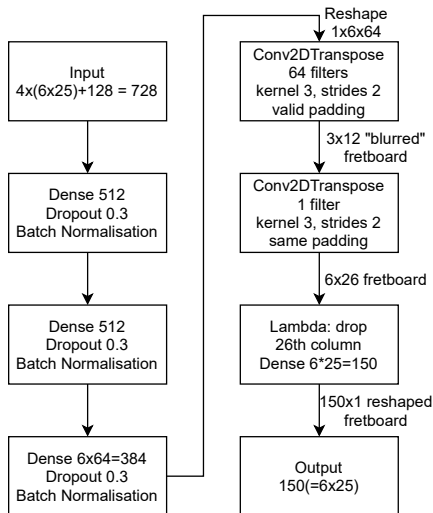 Input
4x(6x25)+128 = 728
Dense 512
Dropout 0.3
Batch Normalisation
Dense 512
Dropout 0.3
Batch Normalisation
Dense 6x64=384
Dropout 0.3
Batch Normalisation
Reshape
1x6x64
Conv2DTranspose
64 filters
kernel 3, strides 2
valid padding
3x12 "blurred"
fretboard
Conv2DTranspose
1 filter
kernel 3, strides 2
same padding
6x26 fretboard
Lambda: drop
26th column
Dense 6*25=150
150x1 reshaped
fretboard
Output
150(=6x25)